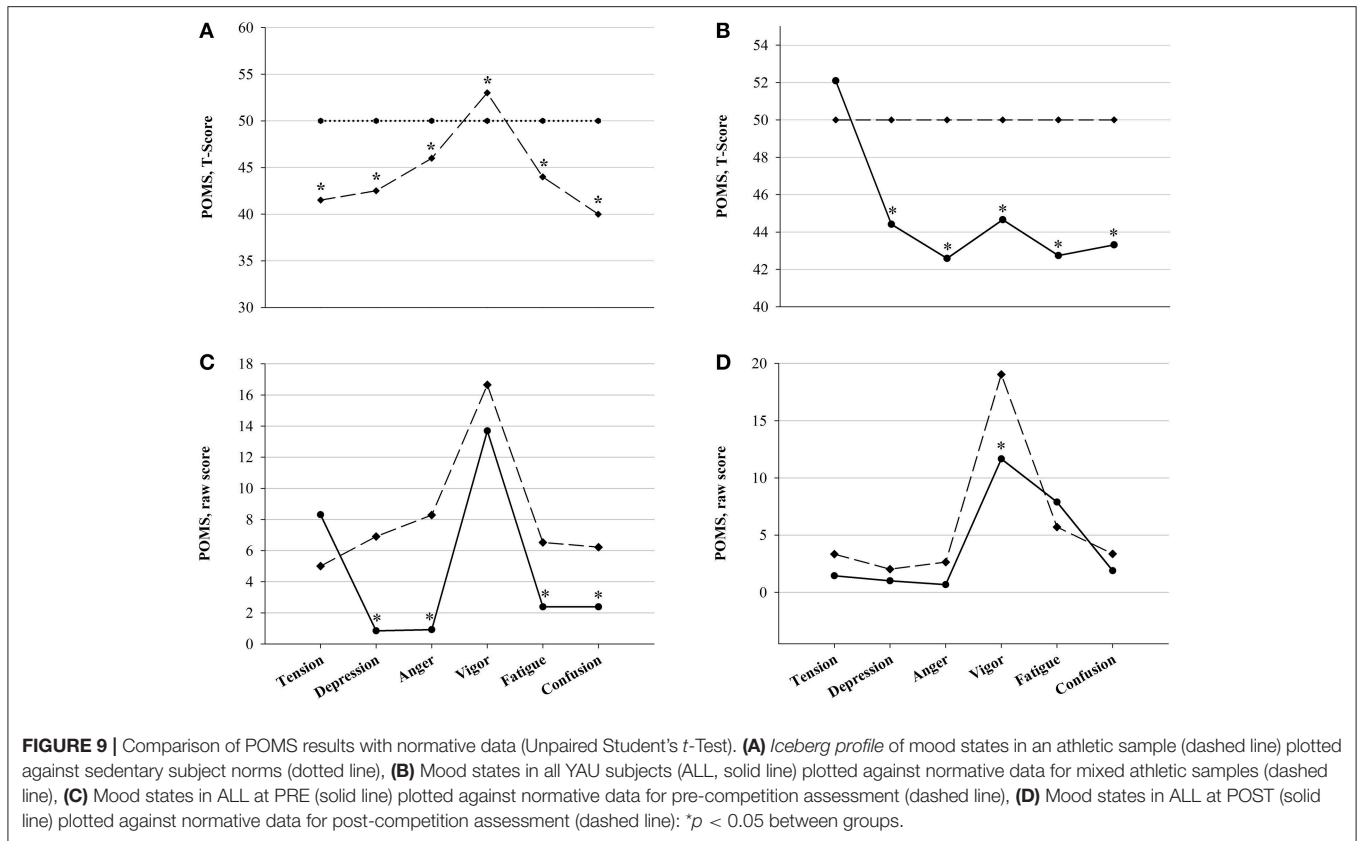 A
B
60
55
50
45
40
35
30
POMS, T-Score
*
*
*
*
*
*
54
52
50
48
46
44
42
40
POMS, T-Score
*
*
*
*
*
C
D
18
16
14
12
10
8
6
4
2
0
POMS, raw score
*
*
*
*
Tension
Depression
Anger
Vigor
Fatigue
Confusion
20
15
10
5
0
POMS, raw score
*
Tension
Depression
Anger
Vigor
Fatigue
Confusion
FIGURE 9 | Comparison of POMS results with normative data (Unpaired Student's t-Test). (A) Iceberg profile of mood states in an athletic sample (dashed line) plotted
against sedentary subject norms (dotted line), (B) Mood states in all YAU subjects (ALL, solid line) plotted against normative data for mixed athletic samples (dashed
line), (C) Mood states in ALL at PRE (solid line) plotted against normative data for pre-competition assessment (dashed line), (D) Mood states in ALL at POST (solid
line) plotted against normative data for post-competition assessment (dashed line): *p < 0.05 between groups.